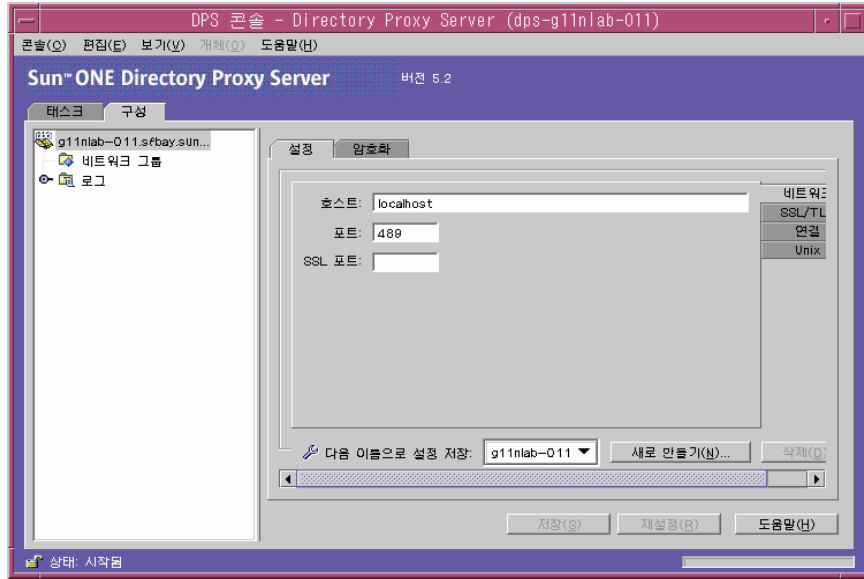 DPS 콘솔 - Directory Proxy Server (dps-g11nlab-011)
콘솔(O) 편집(E) 보기(V) 개체(O) 도움말(H)
Sun™ ONE Directory Proxy Server 버전 5.2
태스크 구성
g11nlab-011.sfbay.sun...
비트워크 그룹
로그
설정 암호화
비트워크
SSL/TL
연결
Unix
호스트: localhost
포트: 489
SSL 포트:
다음 이름으로 설정 저장: g11nlab-011 새로 만들기(N)... 삭제(D)
저장(S) 재설정(R) 도움말(H)
상태: 시작됨